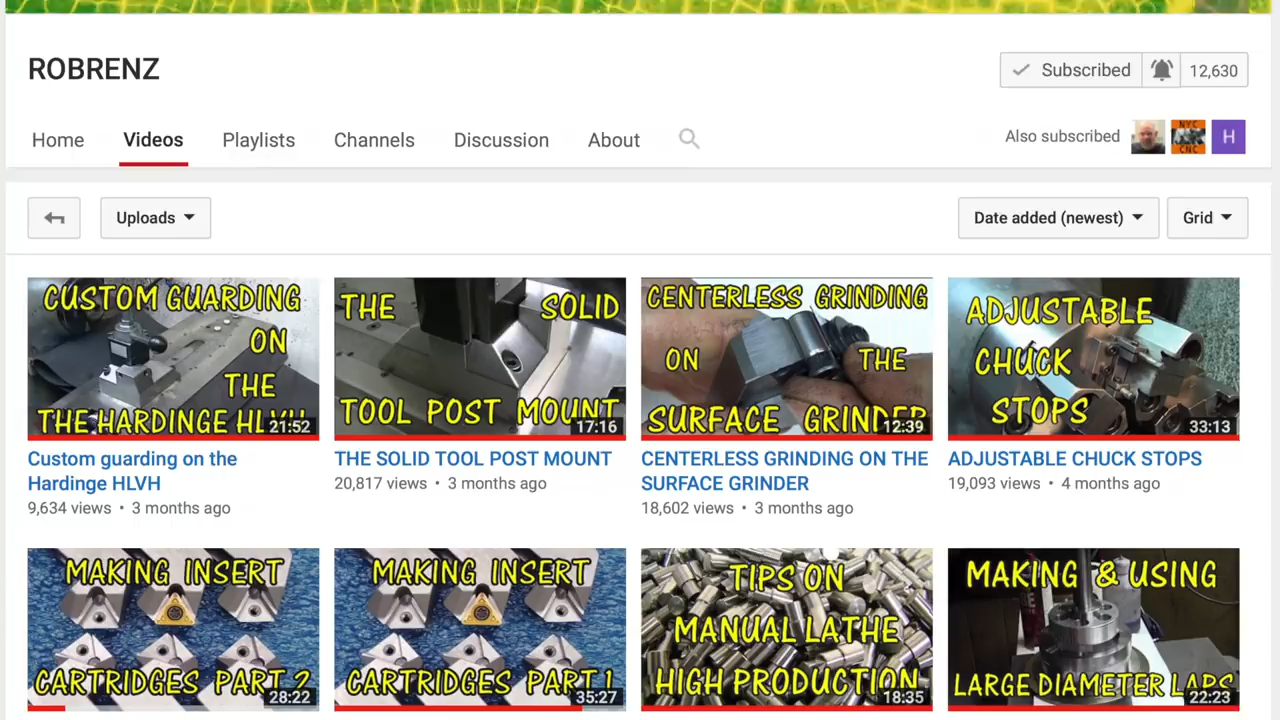 ROBRENZ
Subscribed 12,630
Home Videos Playlists Channels Discussion About
Also subscribed
NYC
CNC
H
Uploads
Date added (newest)
Grid
CUSTOM GUARDING
ON
THE
THE HARDINGE HLVH
21:52
THE SOLID
TOOL POST MOUNT
17:16
CENTERLESS GRINDING
ON THE
SURFACE GRINDER
12:39
ADJUSTABLE
CHUCK
STOPS
33:13
Custom guarding on the
Hardinge HLVH
9,634 views • 3 months ago
THE SOLID TOOL POST MOUNT
20,817 views • 3 months ago
CENTERLESS GRINDING ON THE
SURFACE GRINDER
18,602 views • 3 months ago
ADJUSTABLE CHUCK STOPS
19,093 views • 4 months ago
MAKING INSERT
CARTRIDGES PART 2
28:22
MAKING INSERT
CARTRIDGES PART 1
35:27
TIPS ON
MANUAL LATHE
HIGH PRODUCTION
18:35
MAKING & USING
LARGE DIAMETER LAPS
22:23